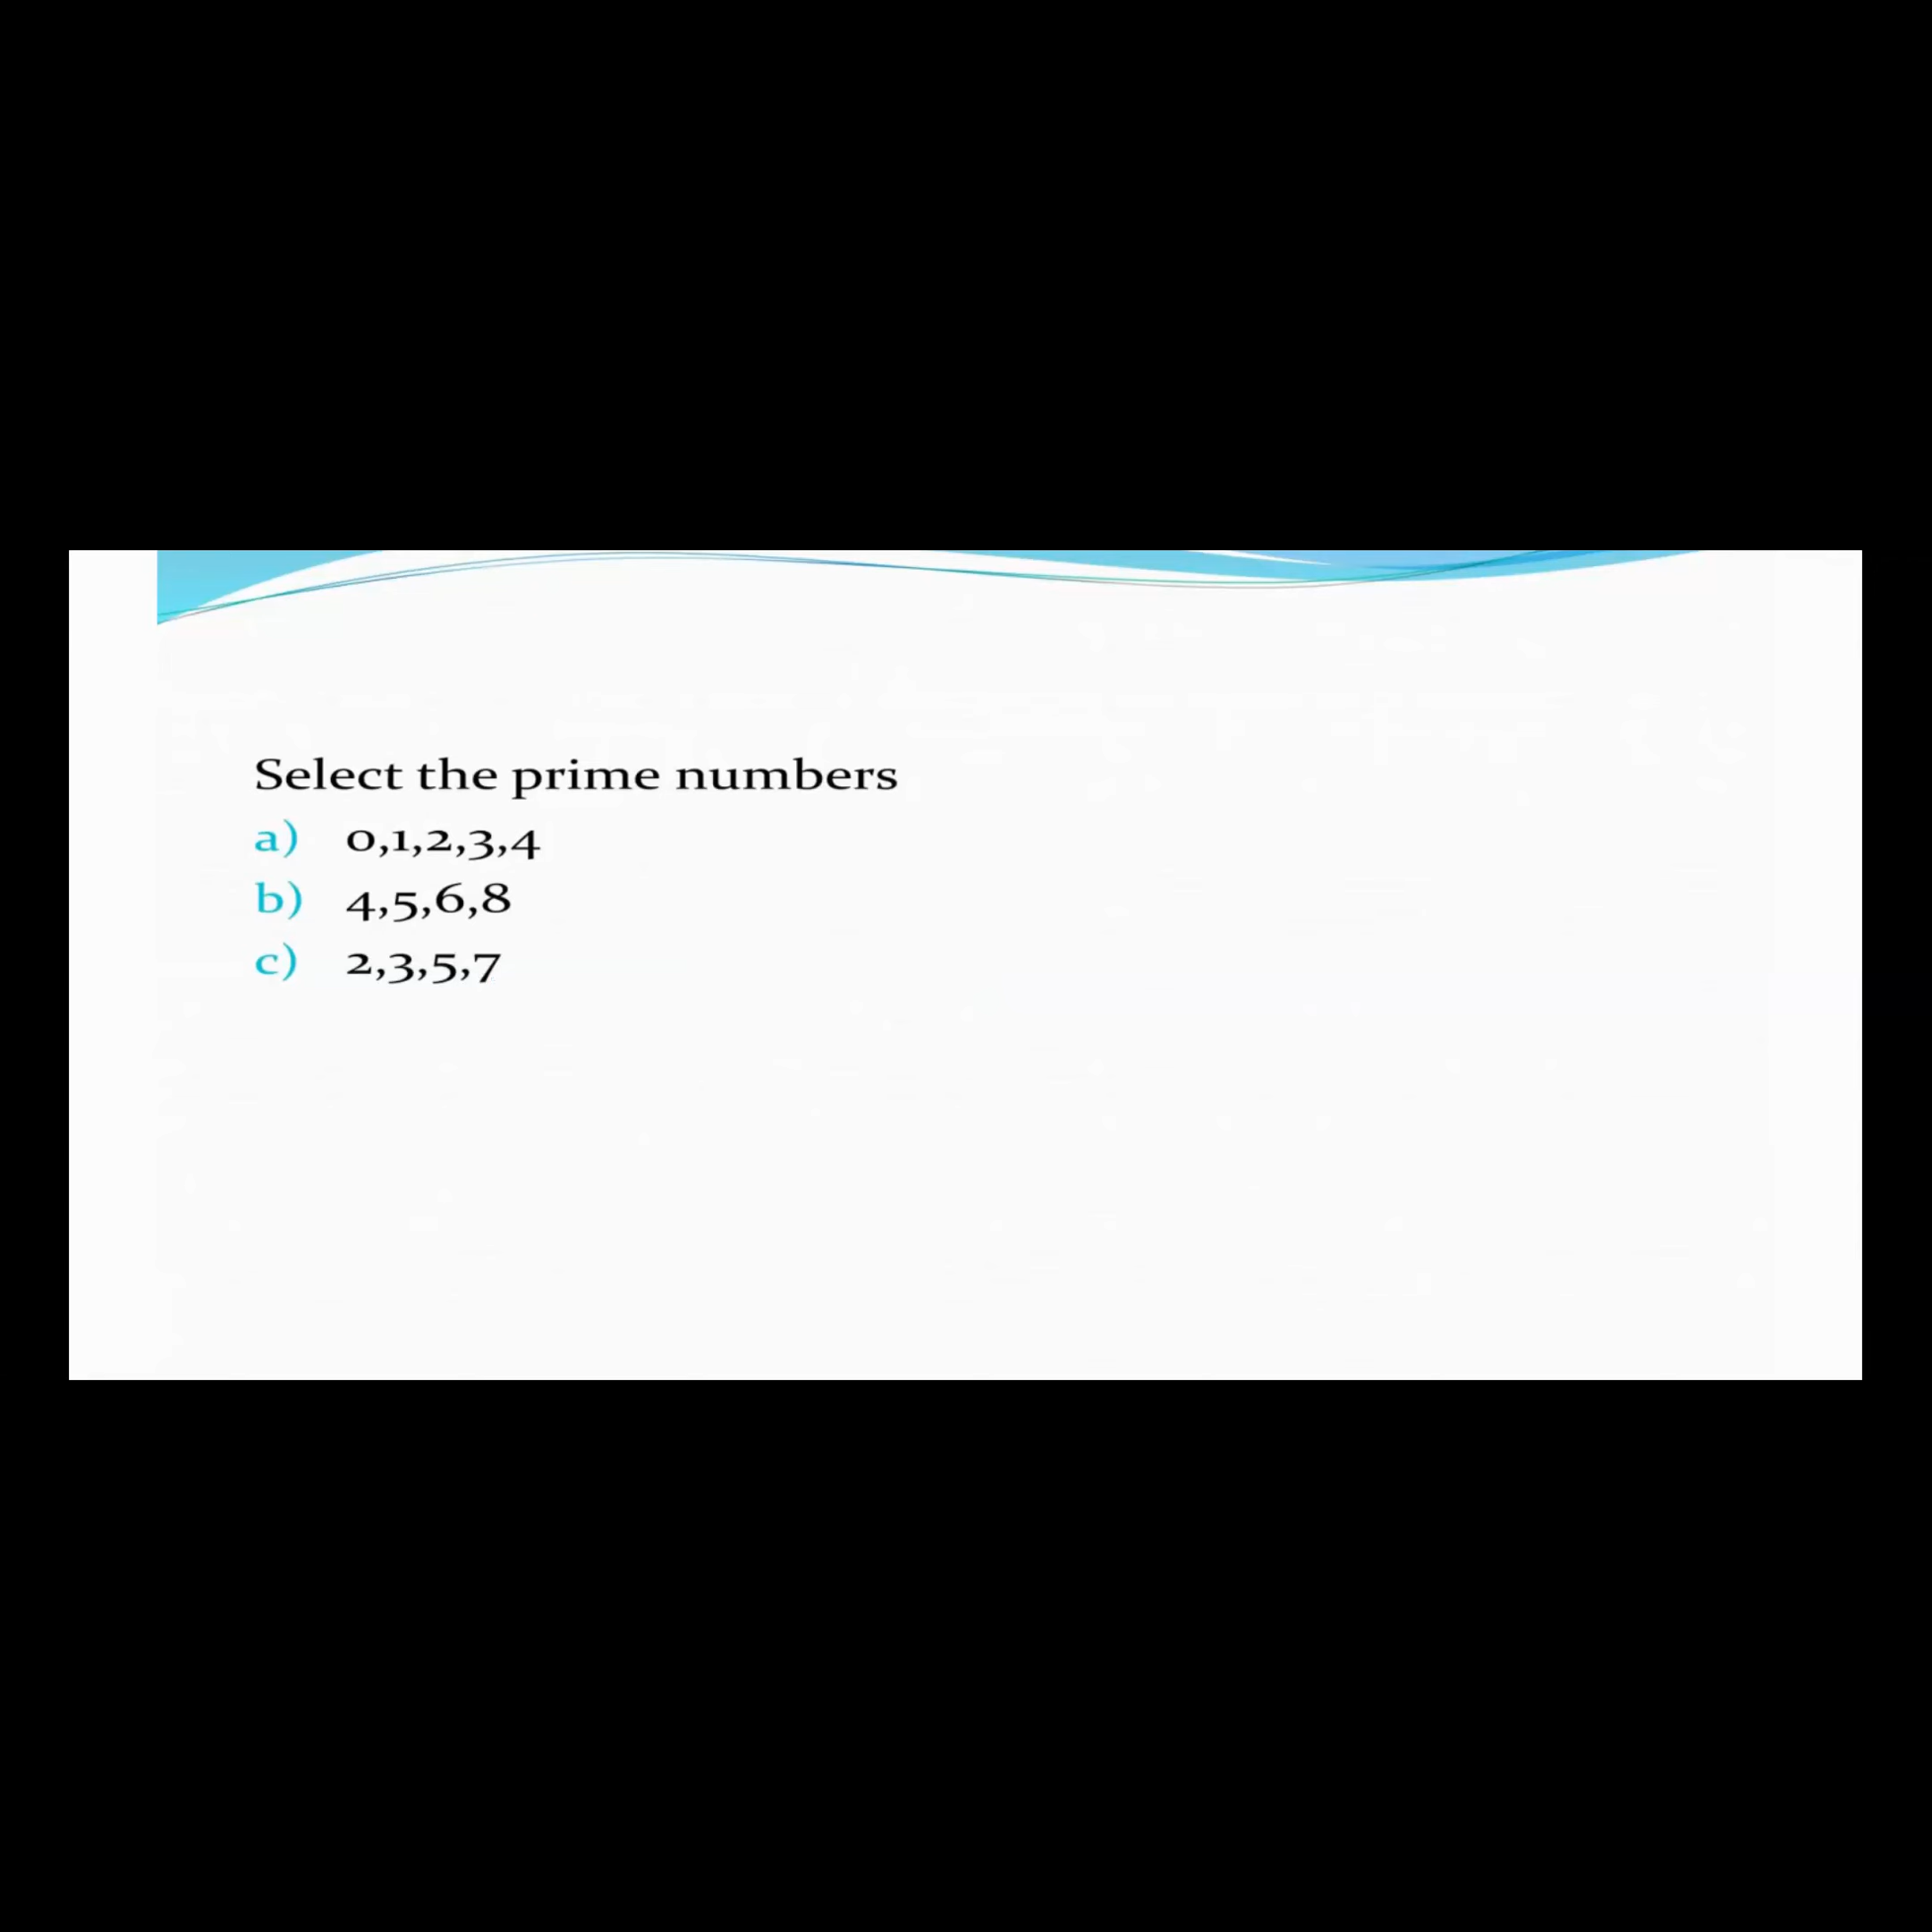 Select the prime numbers
a) 0,1,2,3,4
b) 4,5,6,8
c) 2,3,5,7